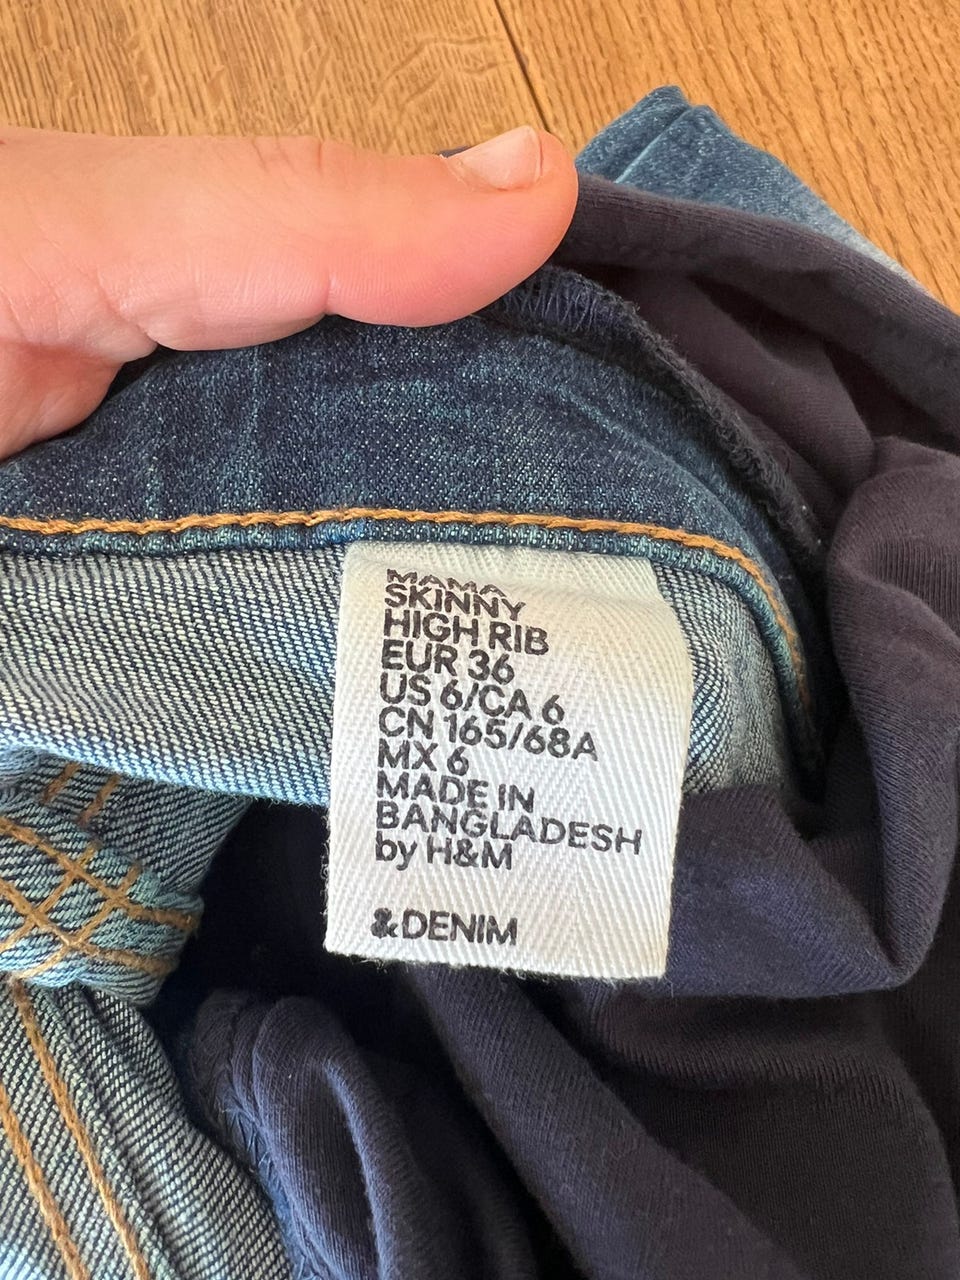 MAMA
SKINNY
HIGH RIB
EUR 36
US 6/CA 6
CN 165/68A
MX 6
MADE IN
BANGLADESH
by H&M
&DENIM